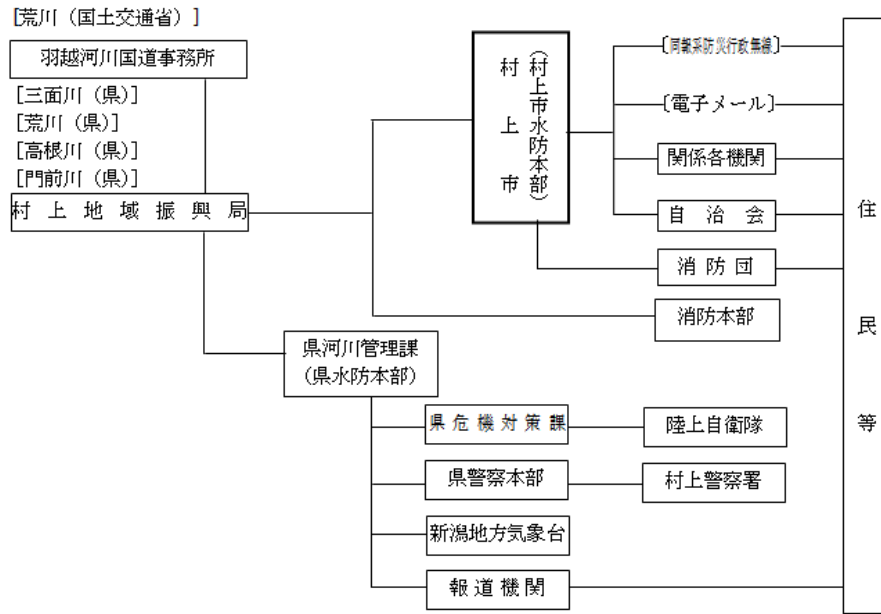 [荒川（国土交通省）]
羽越河川国道事務所
[三面川（県）]
[荒川（県）]
[高根川（県）]
[門前川（県）]
村上地域振興局
村上市
（村上市水防本部）
〔同報系防災行政無線〕
〔電子メール〕
関係各機関
自治会
消防団
消防本部
住民等
県河川管理課
（県水防本部）
県危機対策課
陸上自衛隊
県警察本部
村上警察署
新潟地方気象台
報道機関